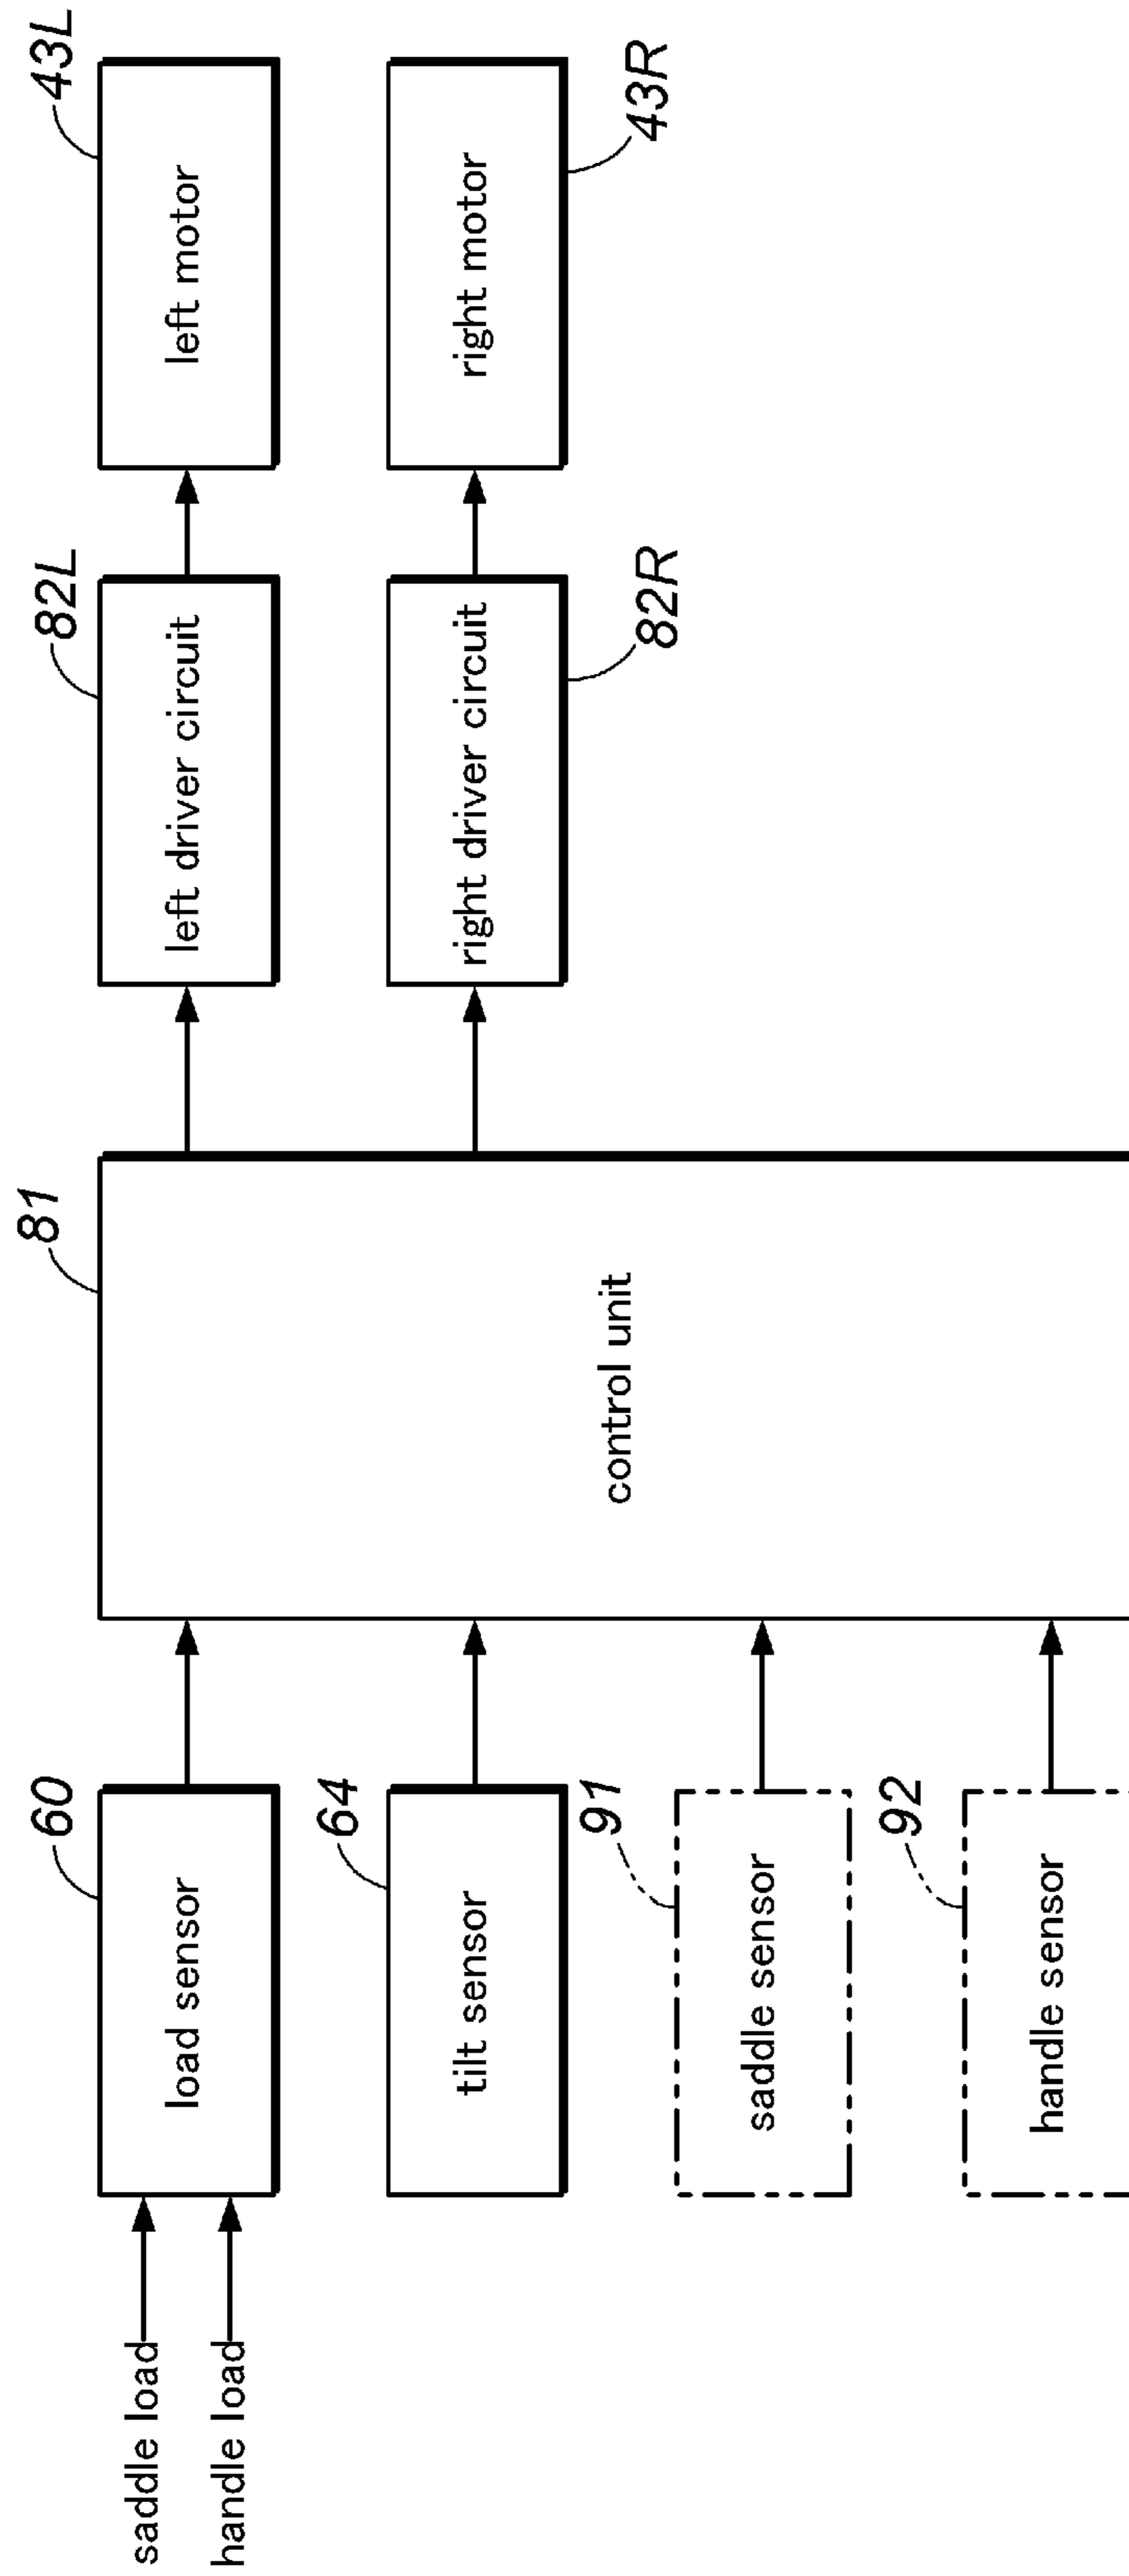 saddle load
handle load
60
load sensor
64
tilt sensor
91
saddle sensor
92
handle sensor
81
control unit
82L
left driver circuit
82R
right driver circuit
43L
left motor
43R
right motor